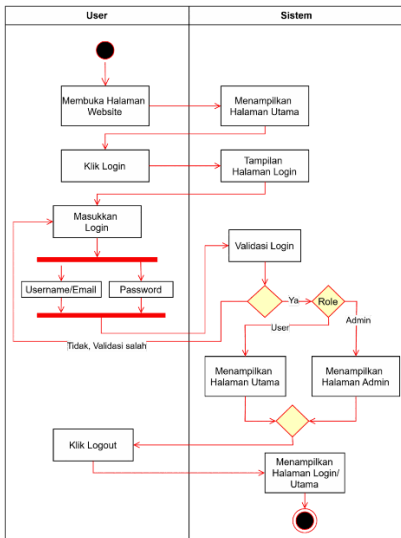 User
Sistem
Membuka Halaman
Website
Menampilkan
Halaman Utama
Klik Login
Tampilan
Halaman Login
Masukkan
Login
Validasi Login
Username/Email
Password
Ya
Role
Admin
User
Tidak, Validasi salah
Menampilkan
Halaman Utama
Menampilkan
Halaman Admin
Klik Logout
Menampilkan
Halaman Login/
Utama